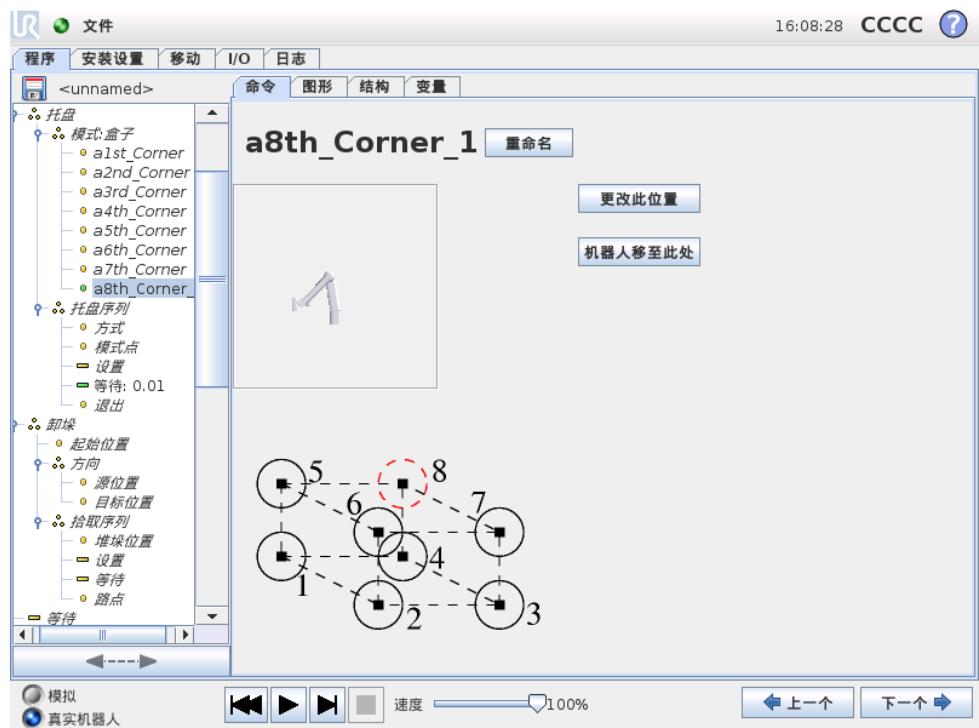 UR 文件 16:08:28 CCCC ?
程序 安装设置 移动 I/O 日志
<unnamed>
命令 图形 结构 变量
托盘
模式:盒子
a1st_Corner
a2nd_Corner
a3rd_Corner
a4th_Corner
a5th_Corner
a6th_Corner
a7th_Corner
a8th_Corner_
托盘序列
方式
模式点
设置
等待: 0.01
退出
卸垛
起始位置
方向
源位置
目标位置
拾取序列
堆垛位置
设置
等待
路点
等待
a8th_Corner_1 重命名
更改此位置
机器人移至此处
5 8
6 7
1 4
2 3
模拟
真实机器人
速度 100%
上一个 下一个